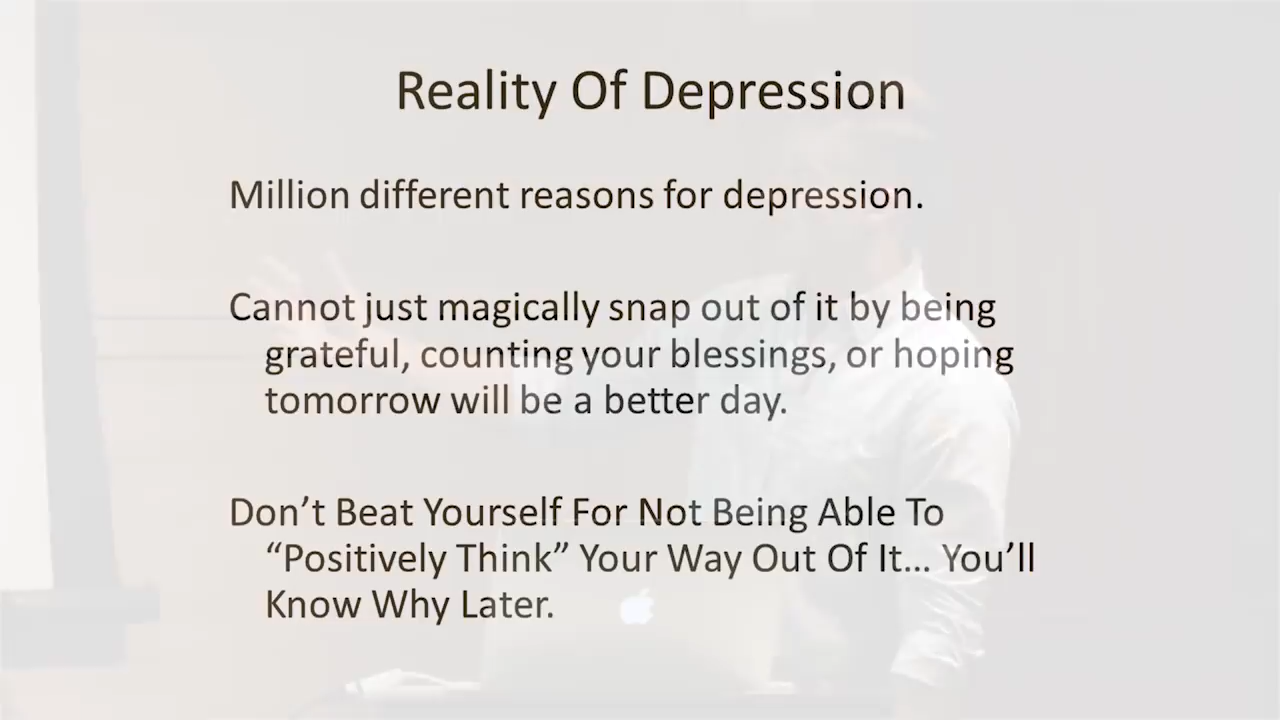 Reality Of Depression
Million different reasons for depression.
Cannot just magically snap out of it by being
grateful, counting your blessings, or hoping
tomorrow will be a better day.
Don’t Beat Yourself For Not Being Able To
“Positively Think” Your Way Out Of It... You’ll
Know Why Later.